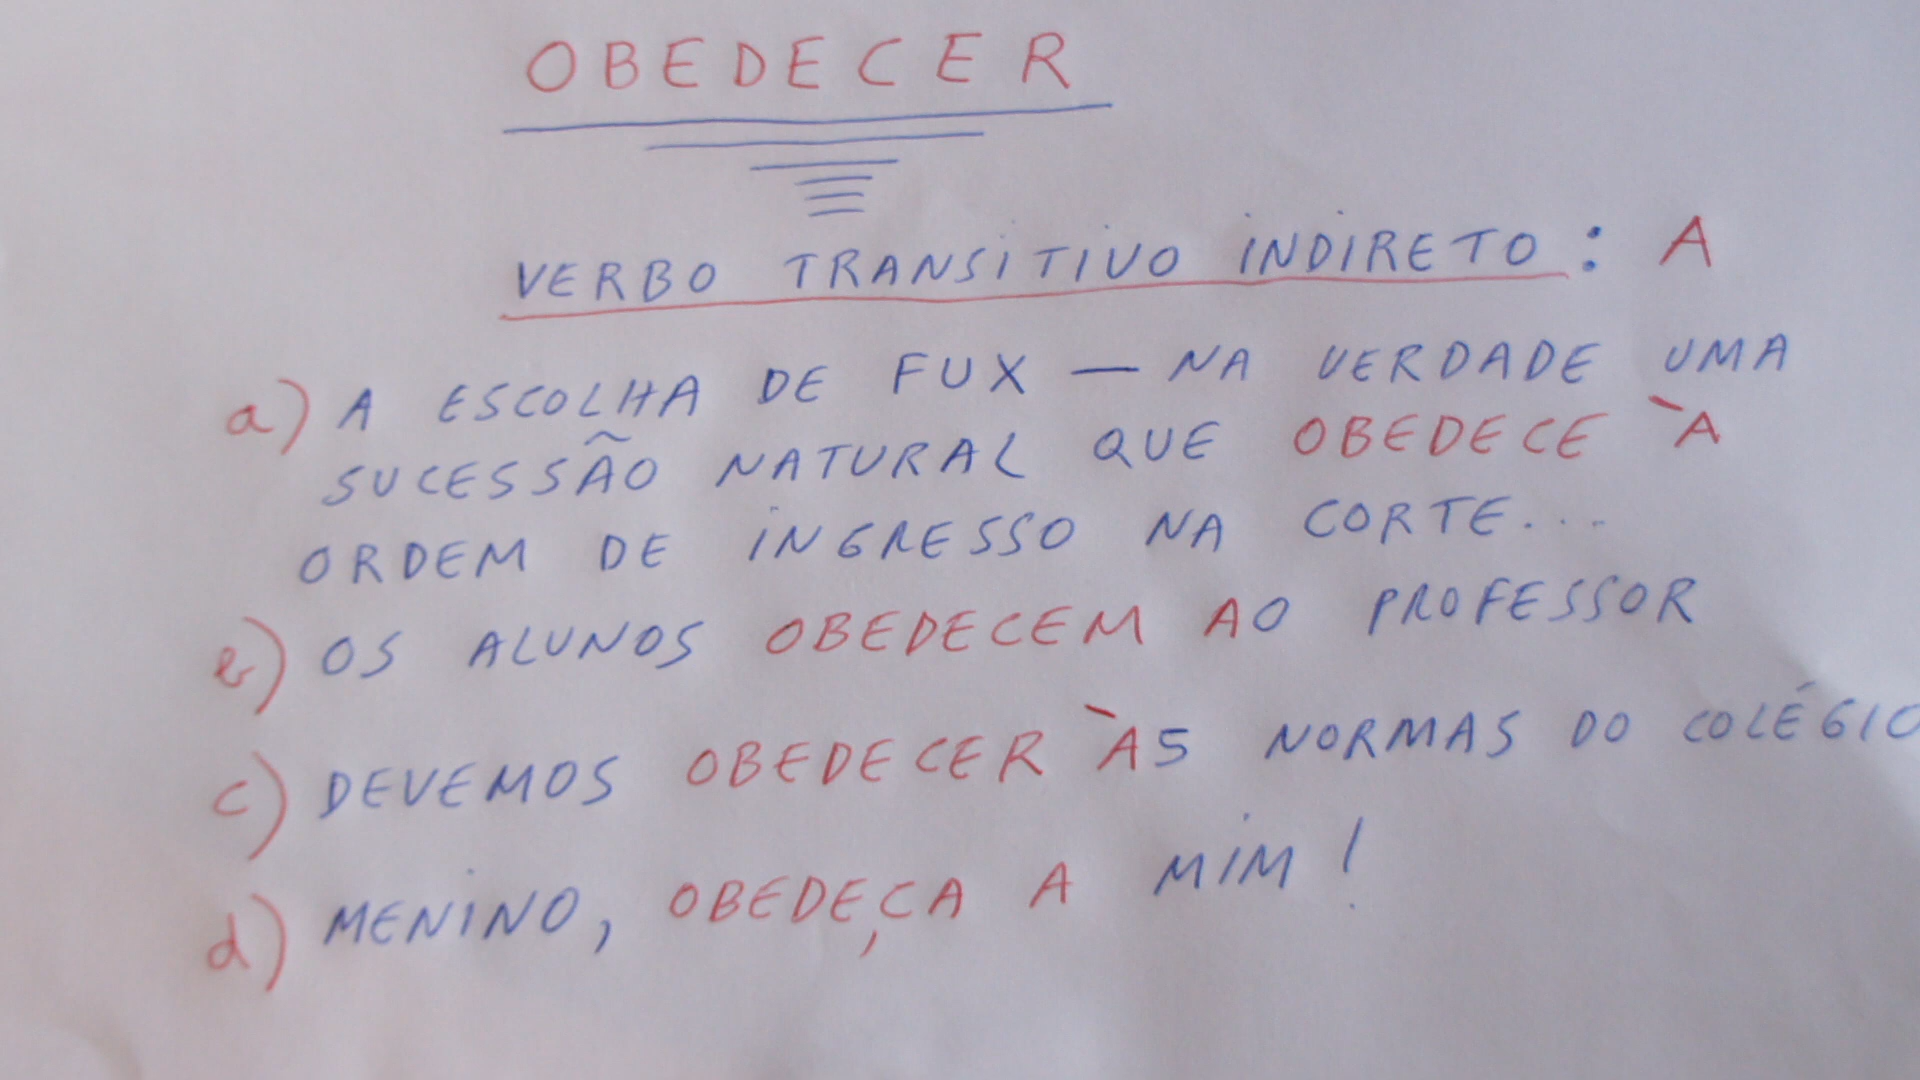 OBEDECER
VERBO TRANSITIVO INDIRETO: A
a) A ESCOLHA DE FUX — NA VERDADE UMA
SUCESSÃO NATURAL QUE OBEDECE À
ORDEM DE INGRESSO NA CORTE...
b) OS ALUNOS OBEDECEM AO PROFESSOR
c) DEVEMOS OBEDECER ÀS NORMAS DO COLÉGIO
d) MENINO, OBEDEÇA A MIM!